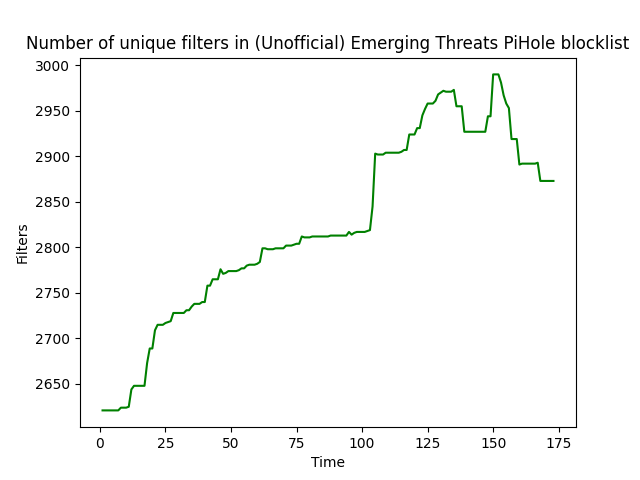 Number of unique filters in (Unofficial) Emerging Threats PiHole blocklist
3000
2950
2900
2850
2800
2750
2700
2650
Filters
0 25 50 75 100 125 150 175
Time